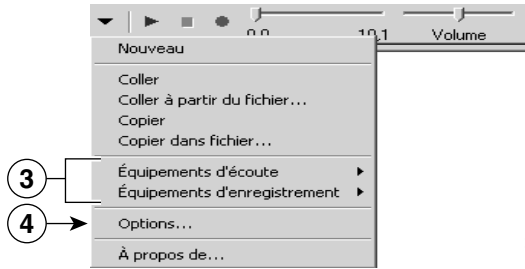 0.0 10.1 Volume
Nouveau
Coller
Coller à partir du fichier...
Copier
Copier dans fichier...
3
Équipements d'écoute
Équipements d'enregistrement
4
Options...
À propos de...